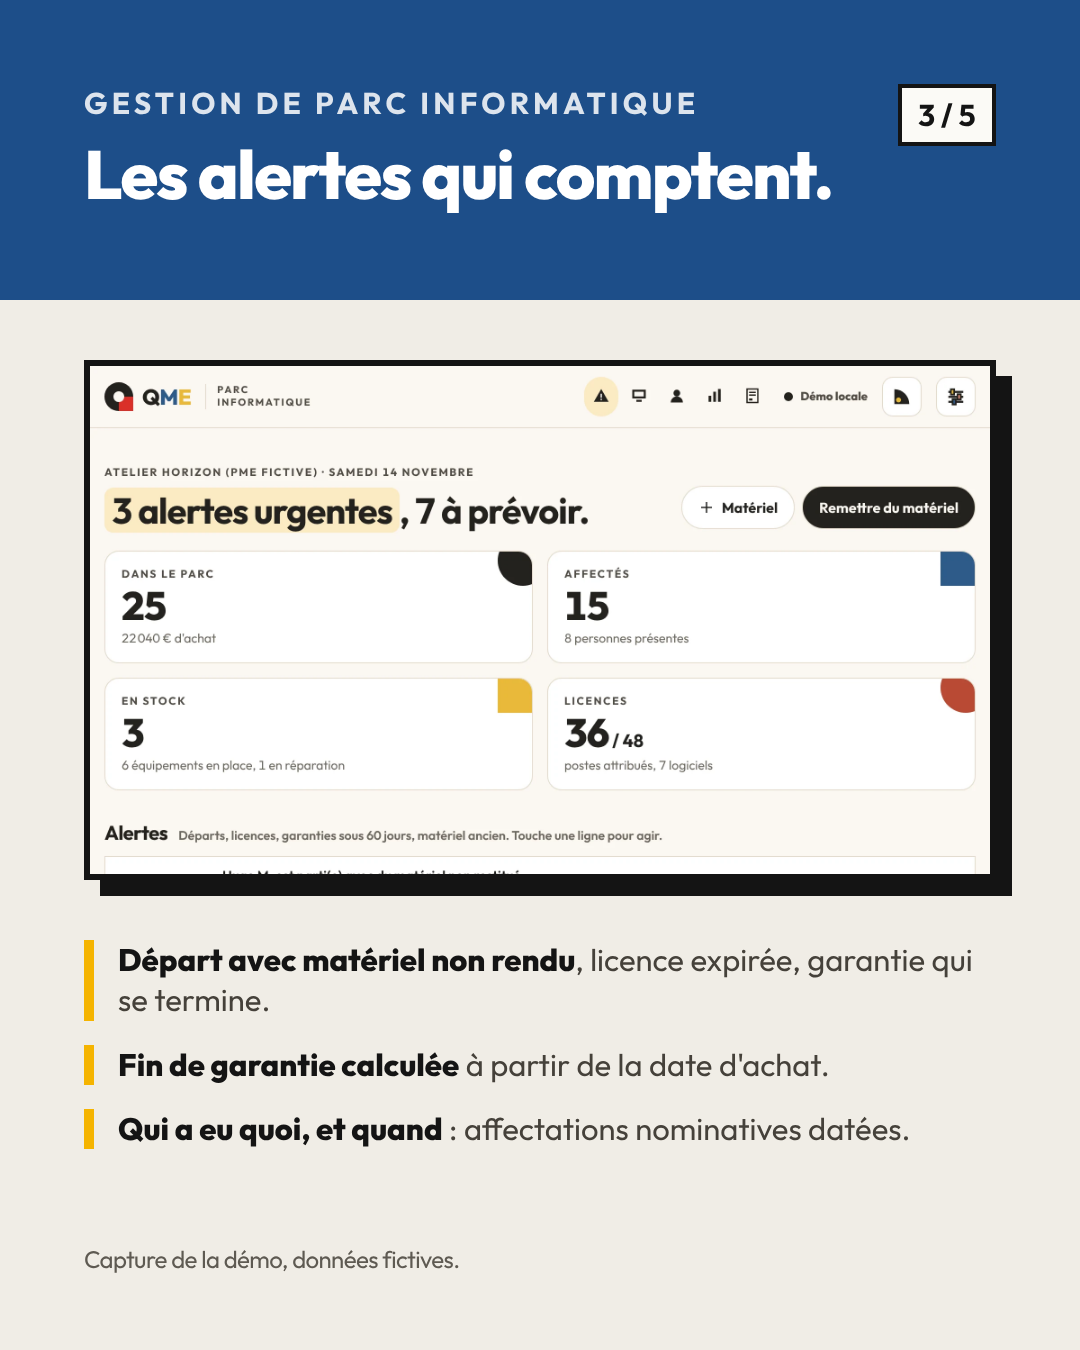 GESTION DE PARC INFORMATIQUE
3 / 5
Les alertes qui comptent.
QME
PARC
INFORMATIQUE
Démo locale
ATELIER HORIZON (PME FICTIVE) · SAMEDI 14 NOVEMBRE
3 alertes urgentes, 7 à prévoir.
+ Matériel
Remettre du matériel
DANS LE PARC
25
22 040 € d'achat
AFFECTÉS
15
8 personnes présentes
EN STOCK
3
6 équipements en place, 1 en réparation
LICENCES
36 / 48
postes attribués, 7 logiciels
Alertes Départs, licences, garanties sous 60 jours, matériel ancien. Touche une ligne pour agir.
Départ avec matériel non rendu, licence expirée, garantie qui
se termine.
Fin de garantie calculée à partir de la date d'achat.
Qui a eu quoi, et quand : affectations nominatives datées.
Capture de la démo, données fictives.